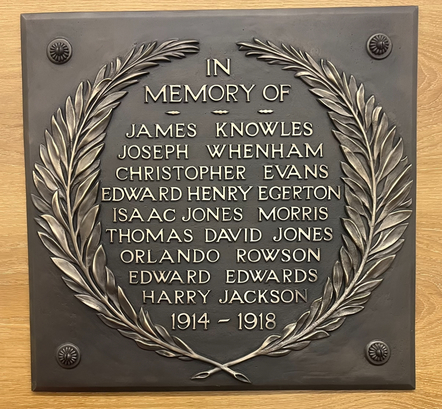 IN
MEMORY OF
JAMES KNOWLES
JOSEPH WHENHAM
CHRISTOPHER EVANS
EDWARD HENRY EGERTON
ISAAC JONES MORRIS
THOMAS DAVID JONES
ORLANDO ROWSON
EDWARD EDWARDS
HARRY JACKSON
1914 - 1918